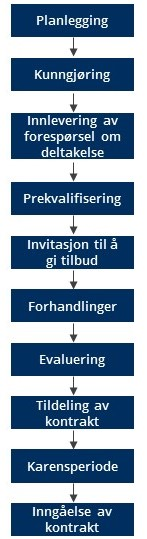 Planlegging
Kunngjøring
Innlevering av
forespørsel om
deltakelse
Prekvalifisering
Invitasjon til å
gi tilbud
Forhandlinger
Evaluering
Tildeling av
kontrakt
Karensperiode
Inngåelse av
kontrakt